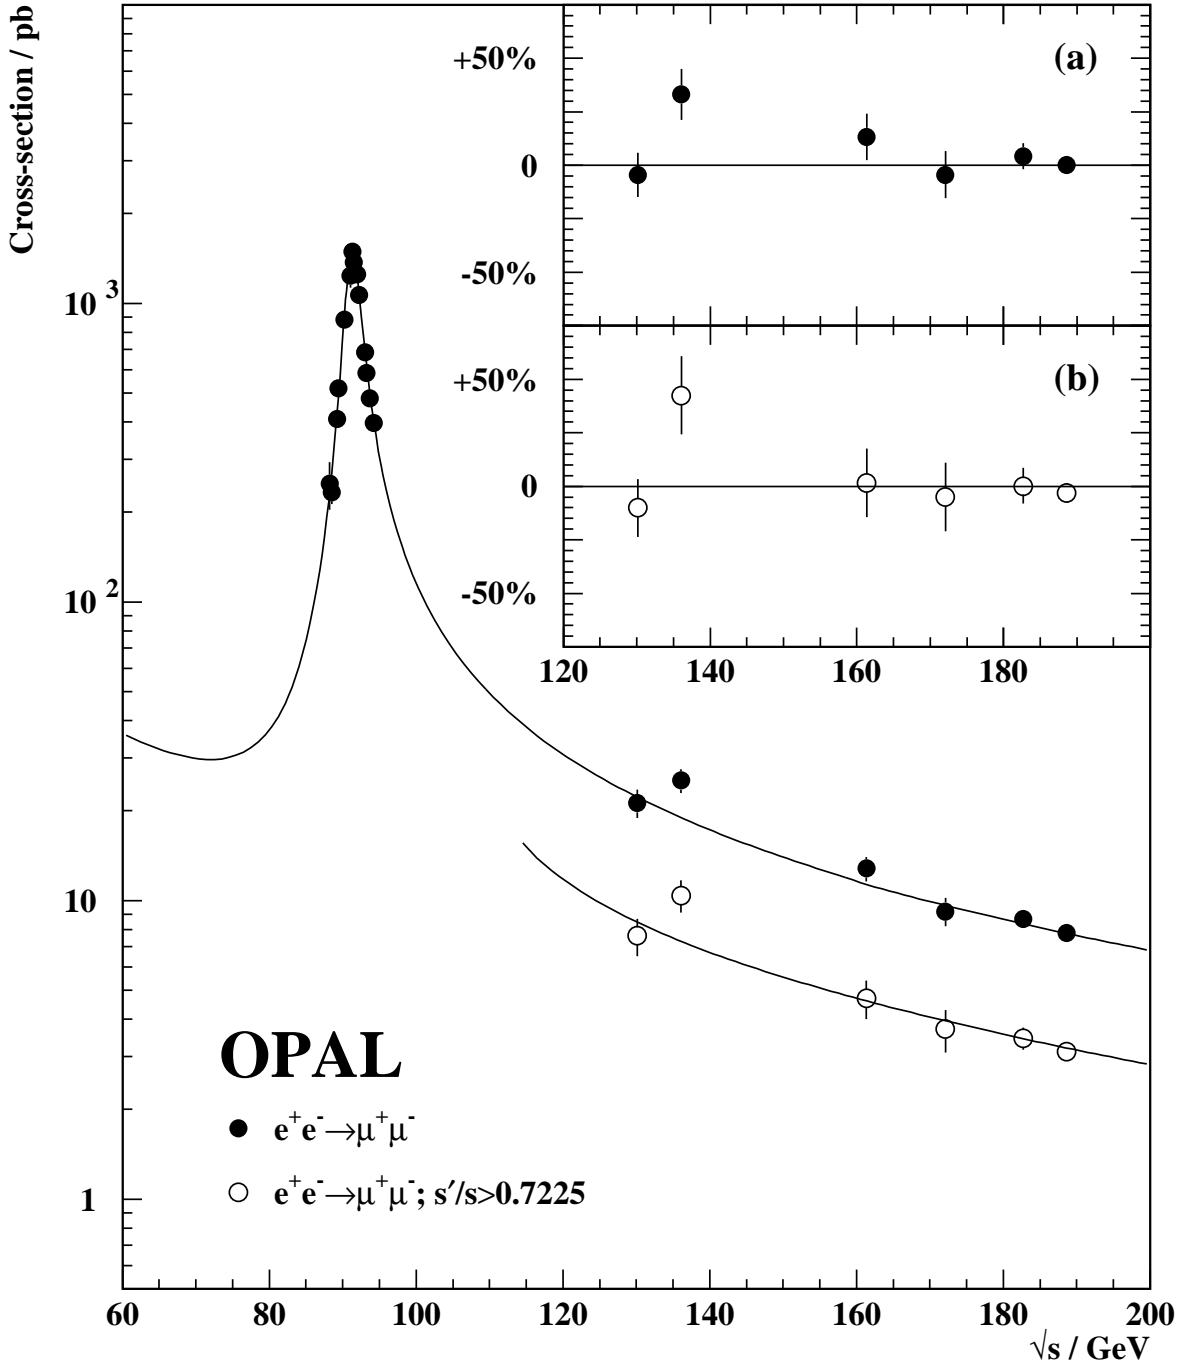 Cross-section / pb
+50%
(a)
0
-50%
10³
+50%
(b)
0
-50%
10²
120 140 160 180
10
OPAL
e⁺e⁻→μ⁺μ⁻
e⁺e⁻→μ⁺μ⁻; s′/s>0.7225
1
60 80 100 120 140 160 180 200
√s / GeV